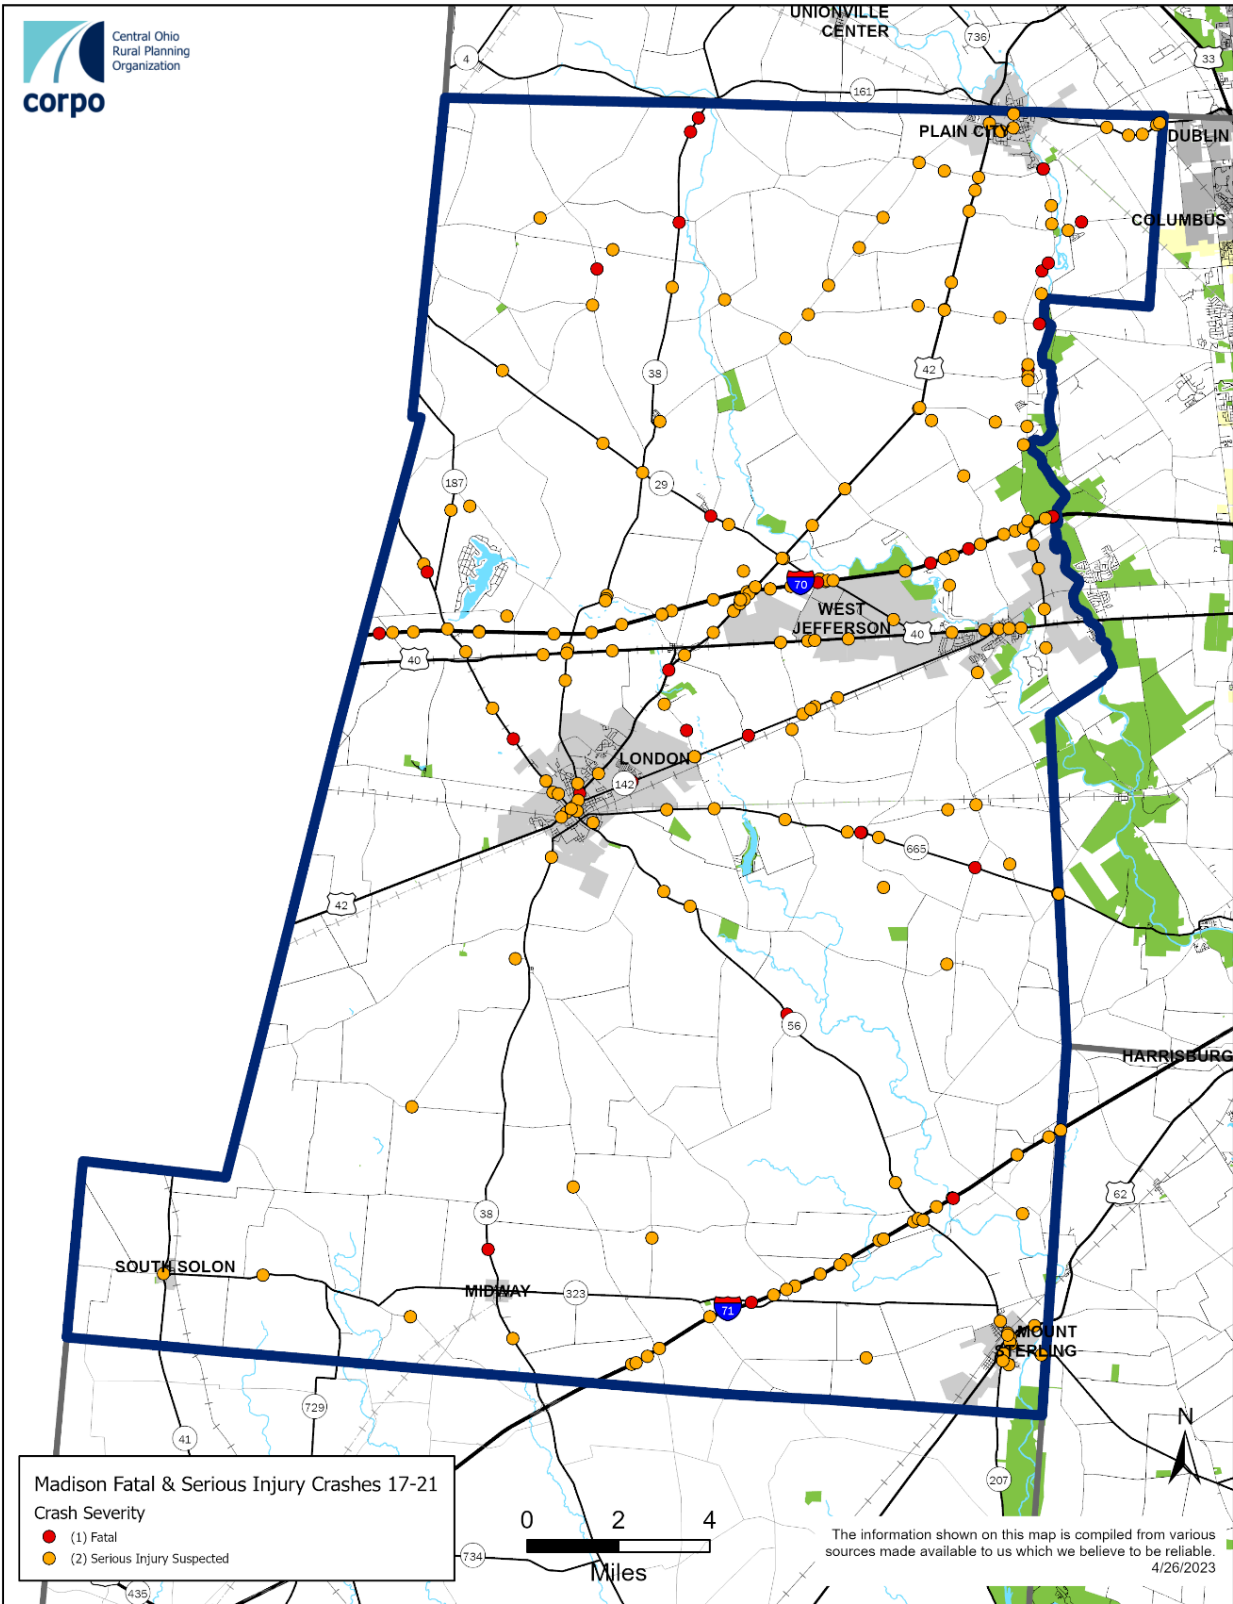 Central Ohio
Rural Planning
Organization
corpo
UNIONVILLE
CENTER
736
4
33
161
PLAIN CITY
DUBLIN
COLUMBUS
38
42
187
29
70
WEST
JEFFERSON
40
40
LONDON
142
665
42
56
HARRISBURG
62
38
SOUTH SOLON
MIDWAY
323
71
MOUNT
STERLING
729
41
N
207
734
435
Madison Fatal & Serious Injury Crashes 17-21
Crash Severity
(1) Fatal
(2) Serious Injury Suspected
0 2 4
Miles
The information shown on this map is compiled from various
sources made available to us which we believe to be reliable.
4/26/2023